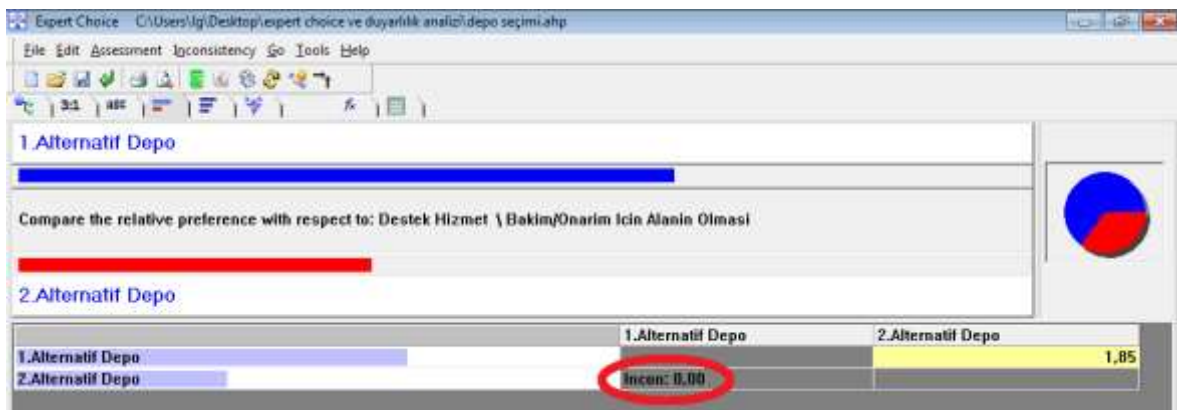 Expert Choice C:\Users\lg\Desktop\expert choice ve duyarlılık analizi\depo seçimi.ahp
File Edit Assessment Inconsistency Go Tools Help
3:1 ABC
1.Alternatif Depo
Compare the relative preference with respect to: Destek Hizmet \ Bakim/Onarim Icin Alanin Olmasi
2.Alternatif Depo
1.Alternatif Depo 2.Alternatif Depo
1.Alternatif Depo 1,85
2.Alternatif Depo Incon: 0,00